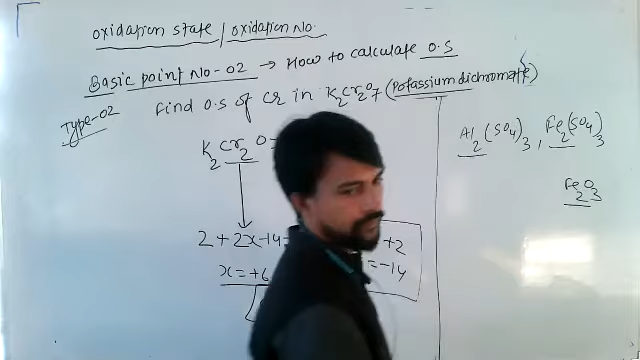 oxidation state / oxidation No.
Basic point No-02 → How to calculate O.S
Type-02 Find O.S of Cr in K2Cr2O7 (Potassium dichromate)
K2Cr2O
Al2(SO4)3, Fe2(SO4)3
Fe2O3
2+2x-14= +2
x=+6 =-14